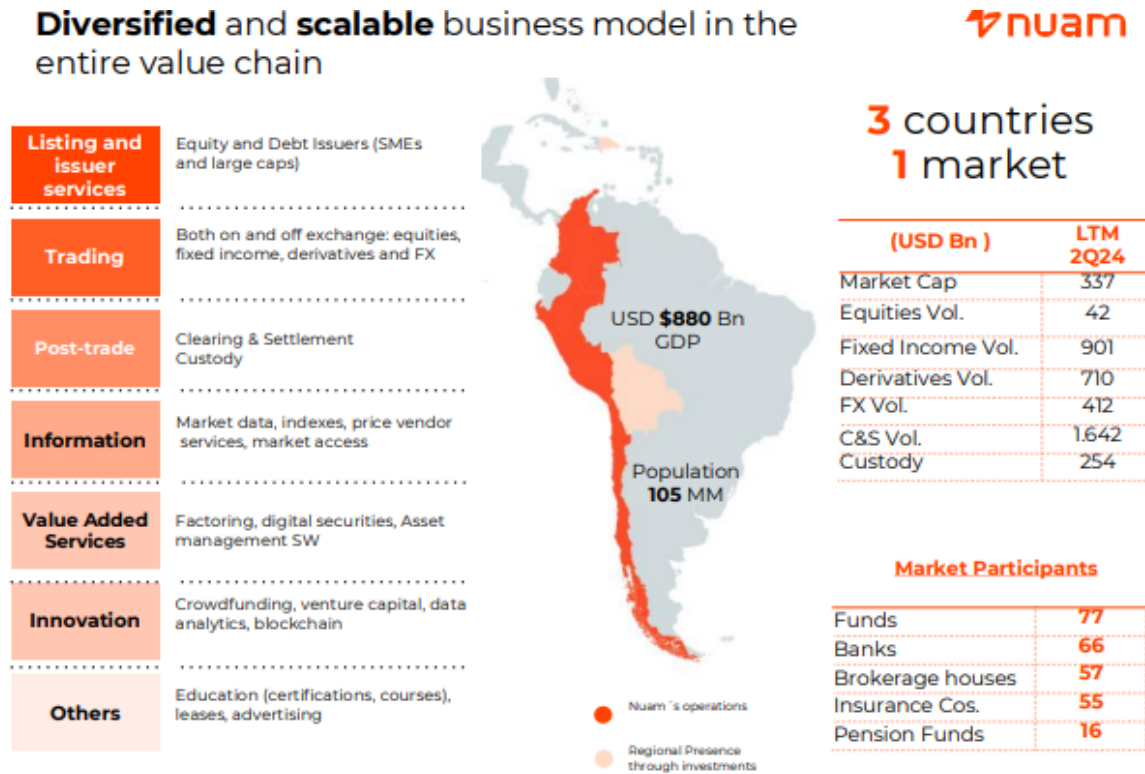 Diversified and scalable business model in the
entire value chain
nuam
Listing and
issuer
services
Equity and Debt Issuers (SMEs
and large caps)
Trading
Both on and off exchange: equities,
fixed income, derivatives and FX
Post-trade
Clearing & Settlement
Custody
Information
Market data, indexes, price vendor
services, market access
Value Added
Services
Factoring, digital securities, Asset
management SW
Innovation
Crowdfunding, venture capital, data
analytics, blockchain
Others
Education (certifications, courses),
leases, advertising
USD $880 Bn
GDP
Population
105 MM
Nuam´s operations
Regional Presence
through investments
3 countries
1 market
(USD Bn ) LTM
2Q24
Market Cap 337
Equities Vol. 42
Fixed Income Vol. 901
Derivatives Vol. 710
FX Vol. 412
C&S Vol. 1.642
Custody 254
Market Participants
Funds 77
Banks 66
Brokerage houses 57
Insurance Cos. 55
Pension Funds 16